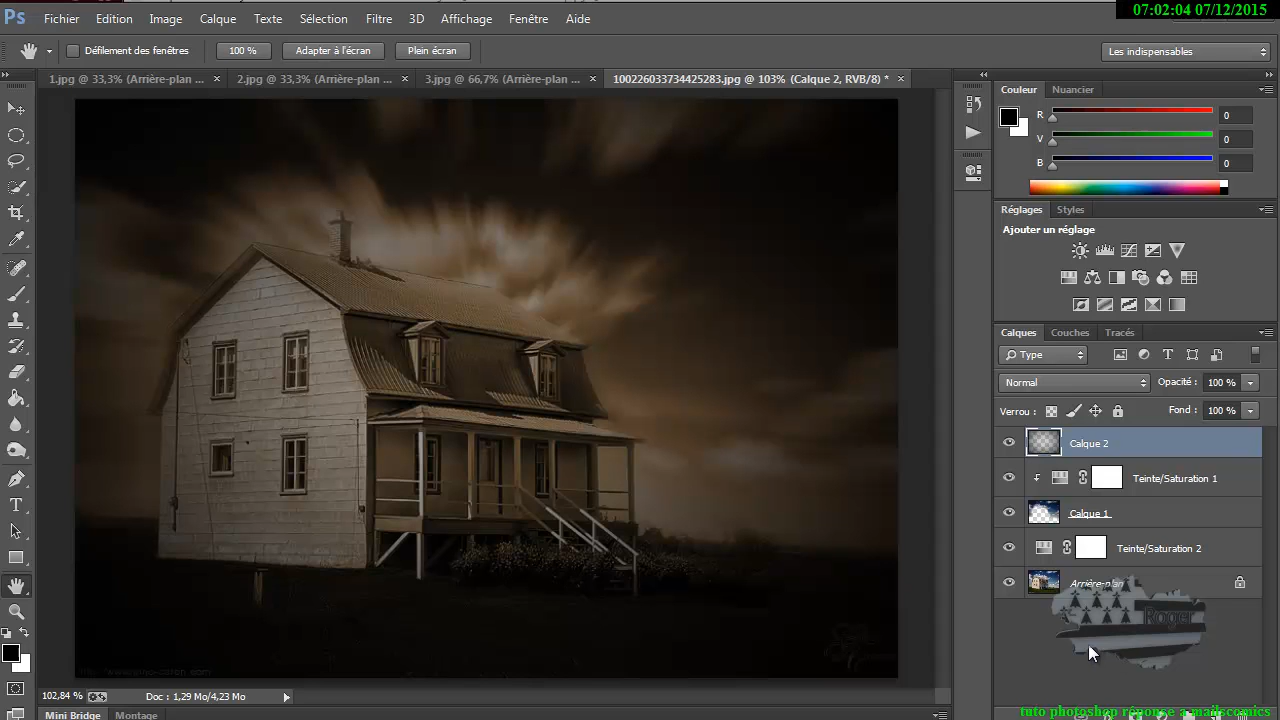 07:02:04 07/12/2015
Ps Fichier Edition Image Calque Texte Sélection Filtre 3D Affichage Fenêtre Aide
Défilement des fenêtres 100 % Adapter à l'écran Plein écran Les indispensables
1.jpg @ 33,3% (Arrière-plan ... × 2.jpg @ 33,3% (Arrière-plan ... × 3.jpg @ 66,7% (Arrière-plan ... × 100226033734425283.jpg @ 103% (Calque 2, RVB/8) * ×
Couleur Nuancier
R 0
V 0
B 0
Réglages Styles
Ajouter un réglage
Calques Couches Tracés
Type
Normal Opacité : 100 %
Verrou : Fond : 100 %
Calque 2
Teinte/Saturation 1
Calque 1
Teinte/Saturation 2
Arrière-plan
Roger
102,84 % Doc : 1,29 Mo/4,23 Mo
Mini Bridge Montage
tuto photoshop réponse a mailscomics